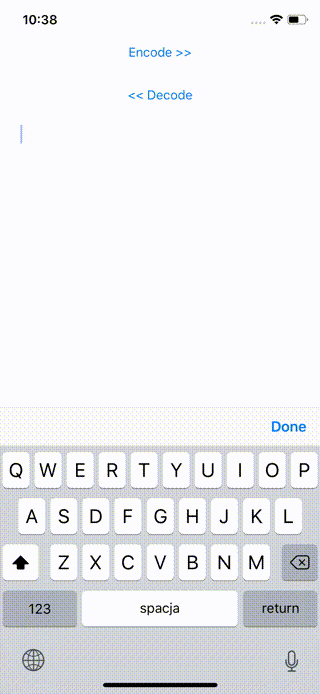 10:38
Encode >>
<< Decode
Done
Q W E R T Y U I O P
A S D F G H J K L
Z X C V B N M
123 spacja return